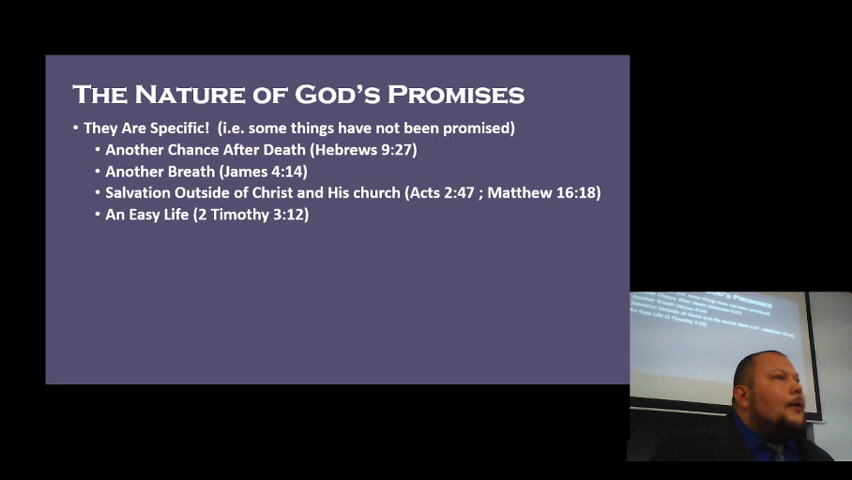 The Nature of God's Promises
• They Are Specific! (i.e. some things have not been promised)
• Another Chance After Death (Hebrews 9:27)
• Another Breath (James 4:14)
• Salvation Outside of Christ and His church (Acts 2:47 ; Matthew 16:18)
• An Easy Life (2 Timothy 3:12)